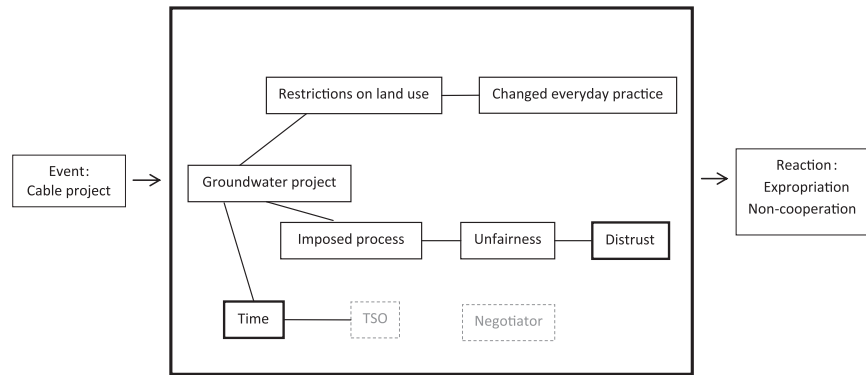 Restrictions on land use
Changed everyday practice
Event:
Cable project
Groundwater project
Reaction:
Expropriation
Non-cooperation
Imposed process
Unfairness
Distrust
Time
TSO
Negotiator